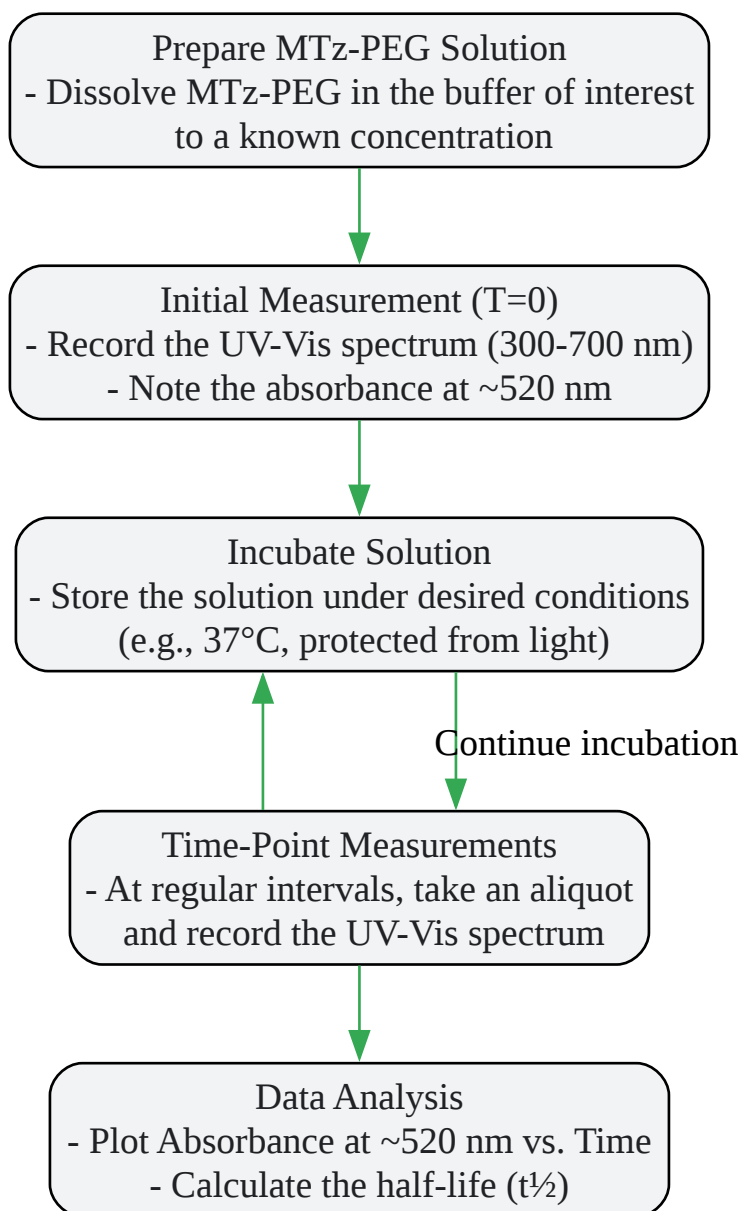 Prepare MTz-PEG Solution
- Dissolve MTz-PEG in the buffer of interest
to a known concentration
Initial Measurement (T=0)
- Record the UV-Vis spectrum (300-700 nm)
- Note the absorbance at ~520 nm
Incubate Solution
- Store the solution under desired conditions
(e.g., 37°C, protected from light)
Continue incubation
Time-Point Measurements
- At regular intervals, take an aliquot
and record the UV-Vis spectrum
Data Analysis
- Plot Absorbance at ~520 nm vs. Time
- Calculate the half-life (t½)